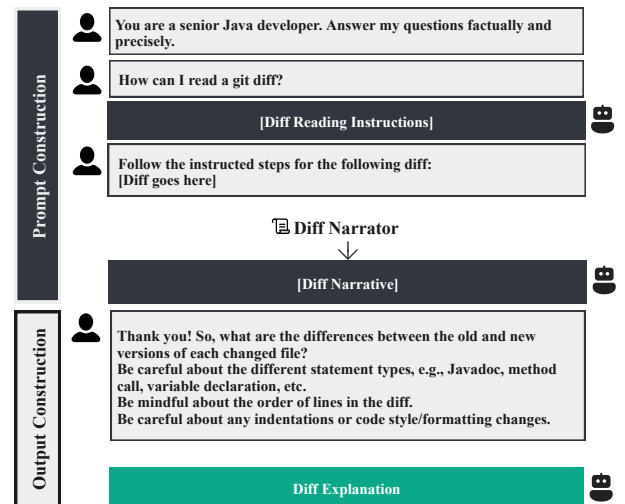 You are a senior Java developer. Answer my questions factually and
precisely.
How can I read a git diff?
[Diff Reading Instructions]
Follow the instructed steps for the following diff:
[Diff goes here]
Prompt Construction
Diff Narrator
[Diff Narrative]
Thank you! So, what are the differences between the old and new
versions of each changed file?
Be careful about the different statement types, e.g., Javadoc, method
call, variable declaration, etc.
Be mindful about the order of lines in the diff.
Be careful about any indentations or code style/formatting changes.
Output Construction
Diff Explanation